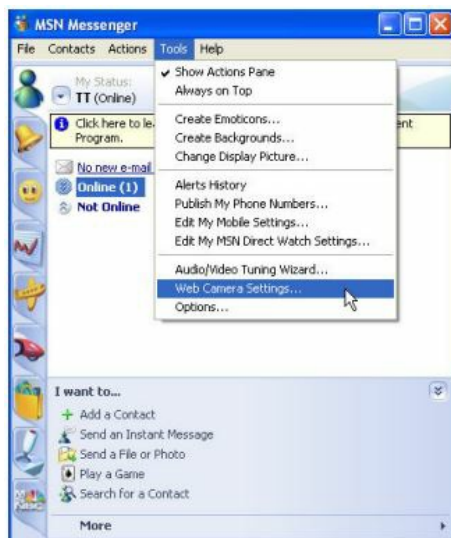 MSN Messenger
File Contacts Actions Tools Help
My Status:
TT (Online)
Show Actions Pane
Always on Top
Create Emoticons...
Create Backgrounds...
Change Display Picture...
Alerts History
Publish My Phone Numbers...
Edit My Mobile Settings...
Edit My MSN Direct Watch Settings...
Audio/Video Tuning Wizard...
Web Camera Settings...
Options...
Click here to le
ent
Program.
No new e-mail
Online (1)
Not Online
I want to...
Add a Contact
Send an Instant Message
Send a File or Photo
Play a Game
Search for a Contact
More